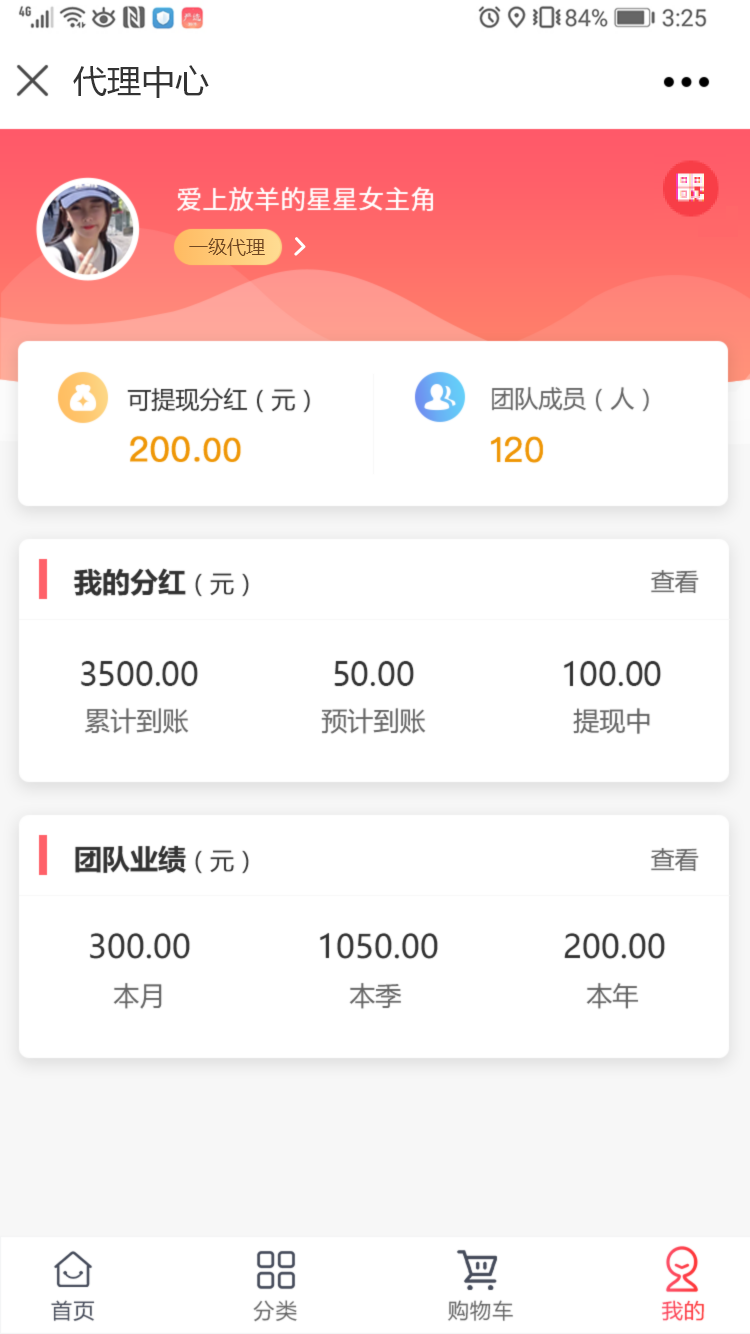 4G 84% 3:25
代理中心
爱上放羊的星星女主角
一级代理
可提现分红（元） 团队成员（人）
200.00 120
我的分红（元） 查看
3500.00 50.00 100.00
累计到账 预计到账 提现中
团队业绩（元） 查看
300.00 1050.00 200.00
本月 本季 本年
首页 分类 购物车 我的